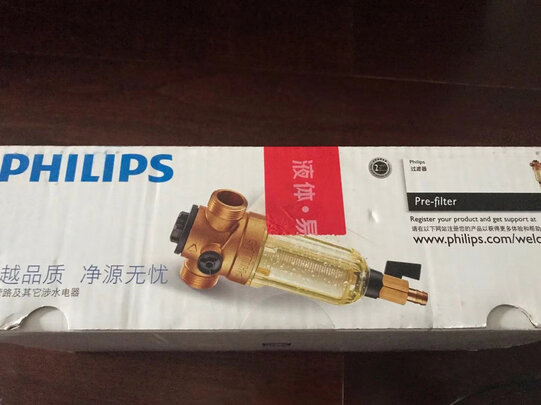 PHILIPS
越品质 净源无忧
管路及其它涉水电器
液体·易
2
Philips
过滤器
Pre-filter
Register your product and get support at
请在以下网站注册您的产品以获得更多体验和帮助
www.philips.com/welc